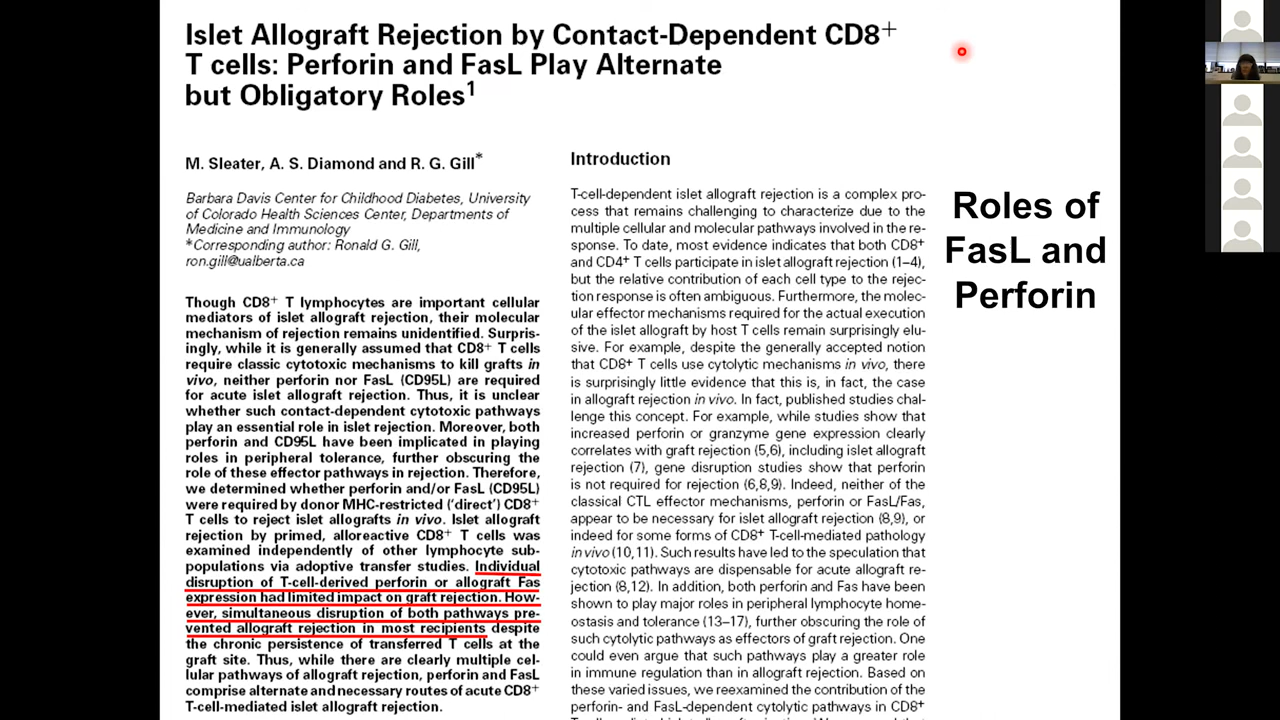 Islet Allograft Rejection by Contact-Dependent CD8+
T cells: Perforin and FasL Play Alternate
but Obligatory Roles1
M. Sleater, A. S. Diamond and R. G. Gill*
Barbara Davis Center for Childhood Diabetes, University
of Colorado Health Sciences Center, Departments of
Medicine and Immunology
*Corresponding author: Ronald G. Gill,
ron.gill@ualberta.ca
Though CD8+ T lymphocytes are important cellular
mediators of islet allograft rejection, their molecular
mechanism of rejection remains unidentified. Surpris-
ingly, while it is generally assumed that CD8+ T cells
require classic cytotoxic mechanisms to kill grafts in
vivo, neither perforin nor FasL (CD95L) are required
for acute islet allograft rejection. Thus, it is unclear
whether such contact-dependent cytotoxic pathways
play an essential role in islet rejection. Moreover, both
perforin and CD95L have been implicated in playing
roles in peripheral tolerance, further obscuring the
role of these effector pathways in rejection. Therefore,
we determined whether perforin and/or FasL (CD95L)
were required by donor MHC-restricted ('direct') CD8+
T cells to reject islet allografts in vivo. Islet allograft
rejection by primed, alloreactive CD8+ T cells was
examined independently of other lymphocyte sub-
populations via adoptive transfer studies. Individual
disruption of T-cell-derived perforin or allograft Fas
expression had limited impact on graft rejection. How-
ever, simultaneous disruption of both pathways pre-
vented allograft rejection in most recipients despite
the chronic persistence of transferred T cells at the
graft site. Thus, while there are clearly multiple cel-
lular pathways of allograft rejection, perforin and FasL
comprise alternate and necessary routes of acute CD8+
T-cell-mediated islet allograft rejection.
Introduction
T-cell-dependent islet allograft rejection is a complex pro-
cess that remains challenging to characterize due to the
multiple cellular and molecular pathways involved in the re-
sponse. To date, most evidence indicates that both CD8+
and CD4+ T cells participate in islet allograft rejection (1–4),
but the relative contribution of each cell type to the rejec-
tion response is often ambiguous. Furthermore, the molec-
ular effector mechanisms required for the actual execution
of the islet allograft by host T cells remain surprisingly elu-
sive. For example, despite the generally accepted notion
that CD8+ T cells use cytolytic mechanisms in vivo, there
is surprisingly little evidence that this is, in fact, the case
in allograft rejection in vivo. In fact, published studies chal-
lenge this concept. For example, while studies show that
increased perforin or granzyme gene expression clearly
correlates with graft rejection (5,6), including islet allograft
rejection (7), gene disruption studies show that perforin
is not required for rejection (6,8,9). Indeed, neither of the
classical CTL effector mechanisms, perforin or FasL/Fas,
appear to be necessary for islet allograft rejection (8,9), or
indeed for some forms of CD8+ T-cell-mediated pathology
in vivo (10,11). Such results have led to the speculation that
cytotoxic pathways are dispensable for acute allograft re-
jection (8,12). In addition, both perforin and Fas have been
shown to play major roles in peripheral lymphocyte home-
ostasis and tolerance (13–17), further obscuring the role of
such cytolytic pathways as effectors of graft rejection. One
could even argue that such pathways play a greater role
in immune regulation than in allograft rejection. Based on
these varied issues, we reexamined the contribution of the
perforin- and FasL-dependent cytolytic pathways in CD8+
Roles of
FasL and
Perforin